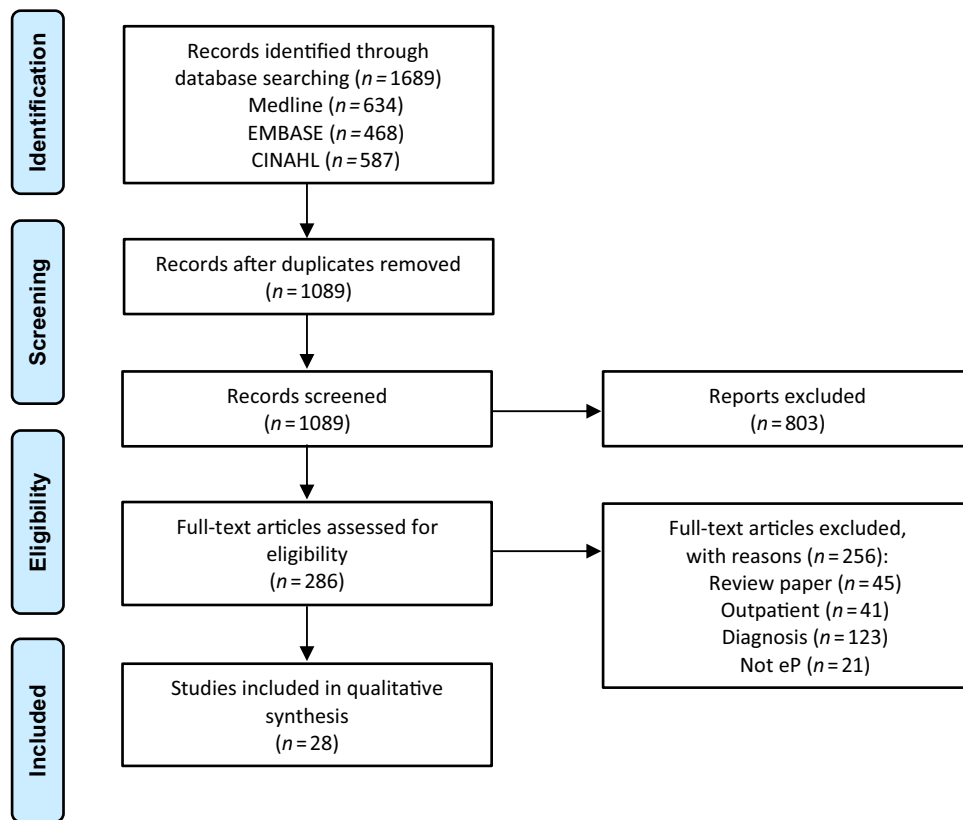 Identification
Records identified through
database searching (n = 1689)
Medline (n = 634)
EMBASE (n = 468)
CINAHL (n = 587)
Screening
Records after duplicates removed
(n = 1089)
Records screened
(n = 1089)
Reports excluded
(n = 803)
Eligibility
Full-text articles assessed for
eligibility
(n = 286)
Full-text articles excluded,
with reasons (n = 256):
Review paper (n = 45)
Outpatient (n = 41)
Diagnosis (n = 123)
Not eP (n = 21)
Included
Studies included in qualitative
synthesis
(n = 28)